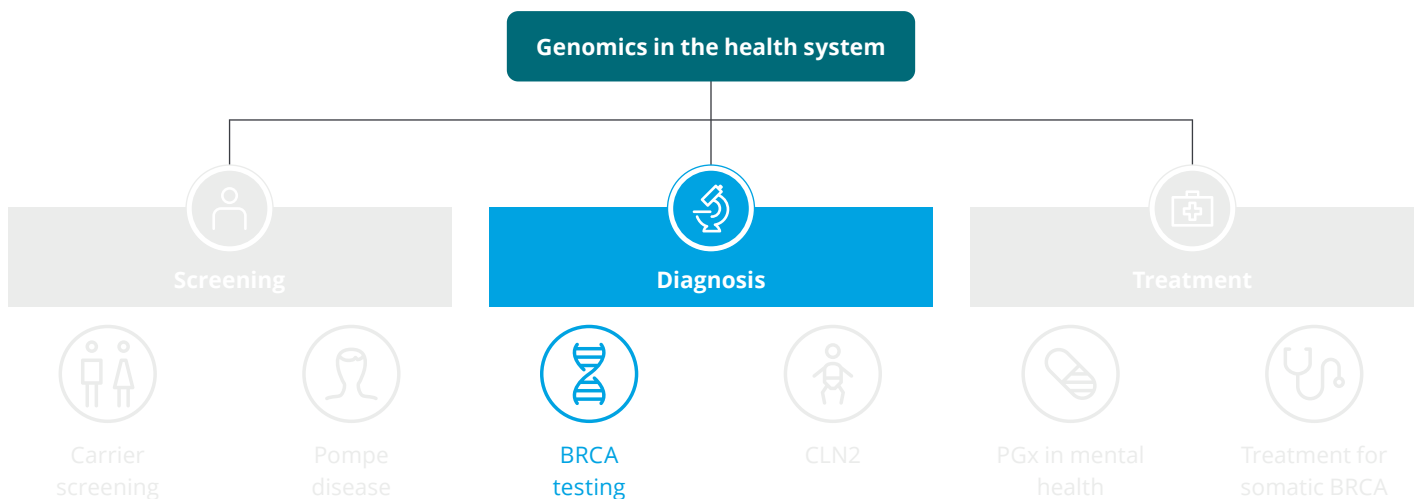 Genomics in the health system
Screening
Diagnosis
Treatment
Carrier
screening
Pompe
disease
BRCA
testing
CLN2
PGx in mental
health
Treatment for
somatic BRCA